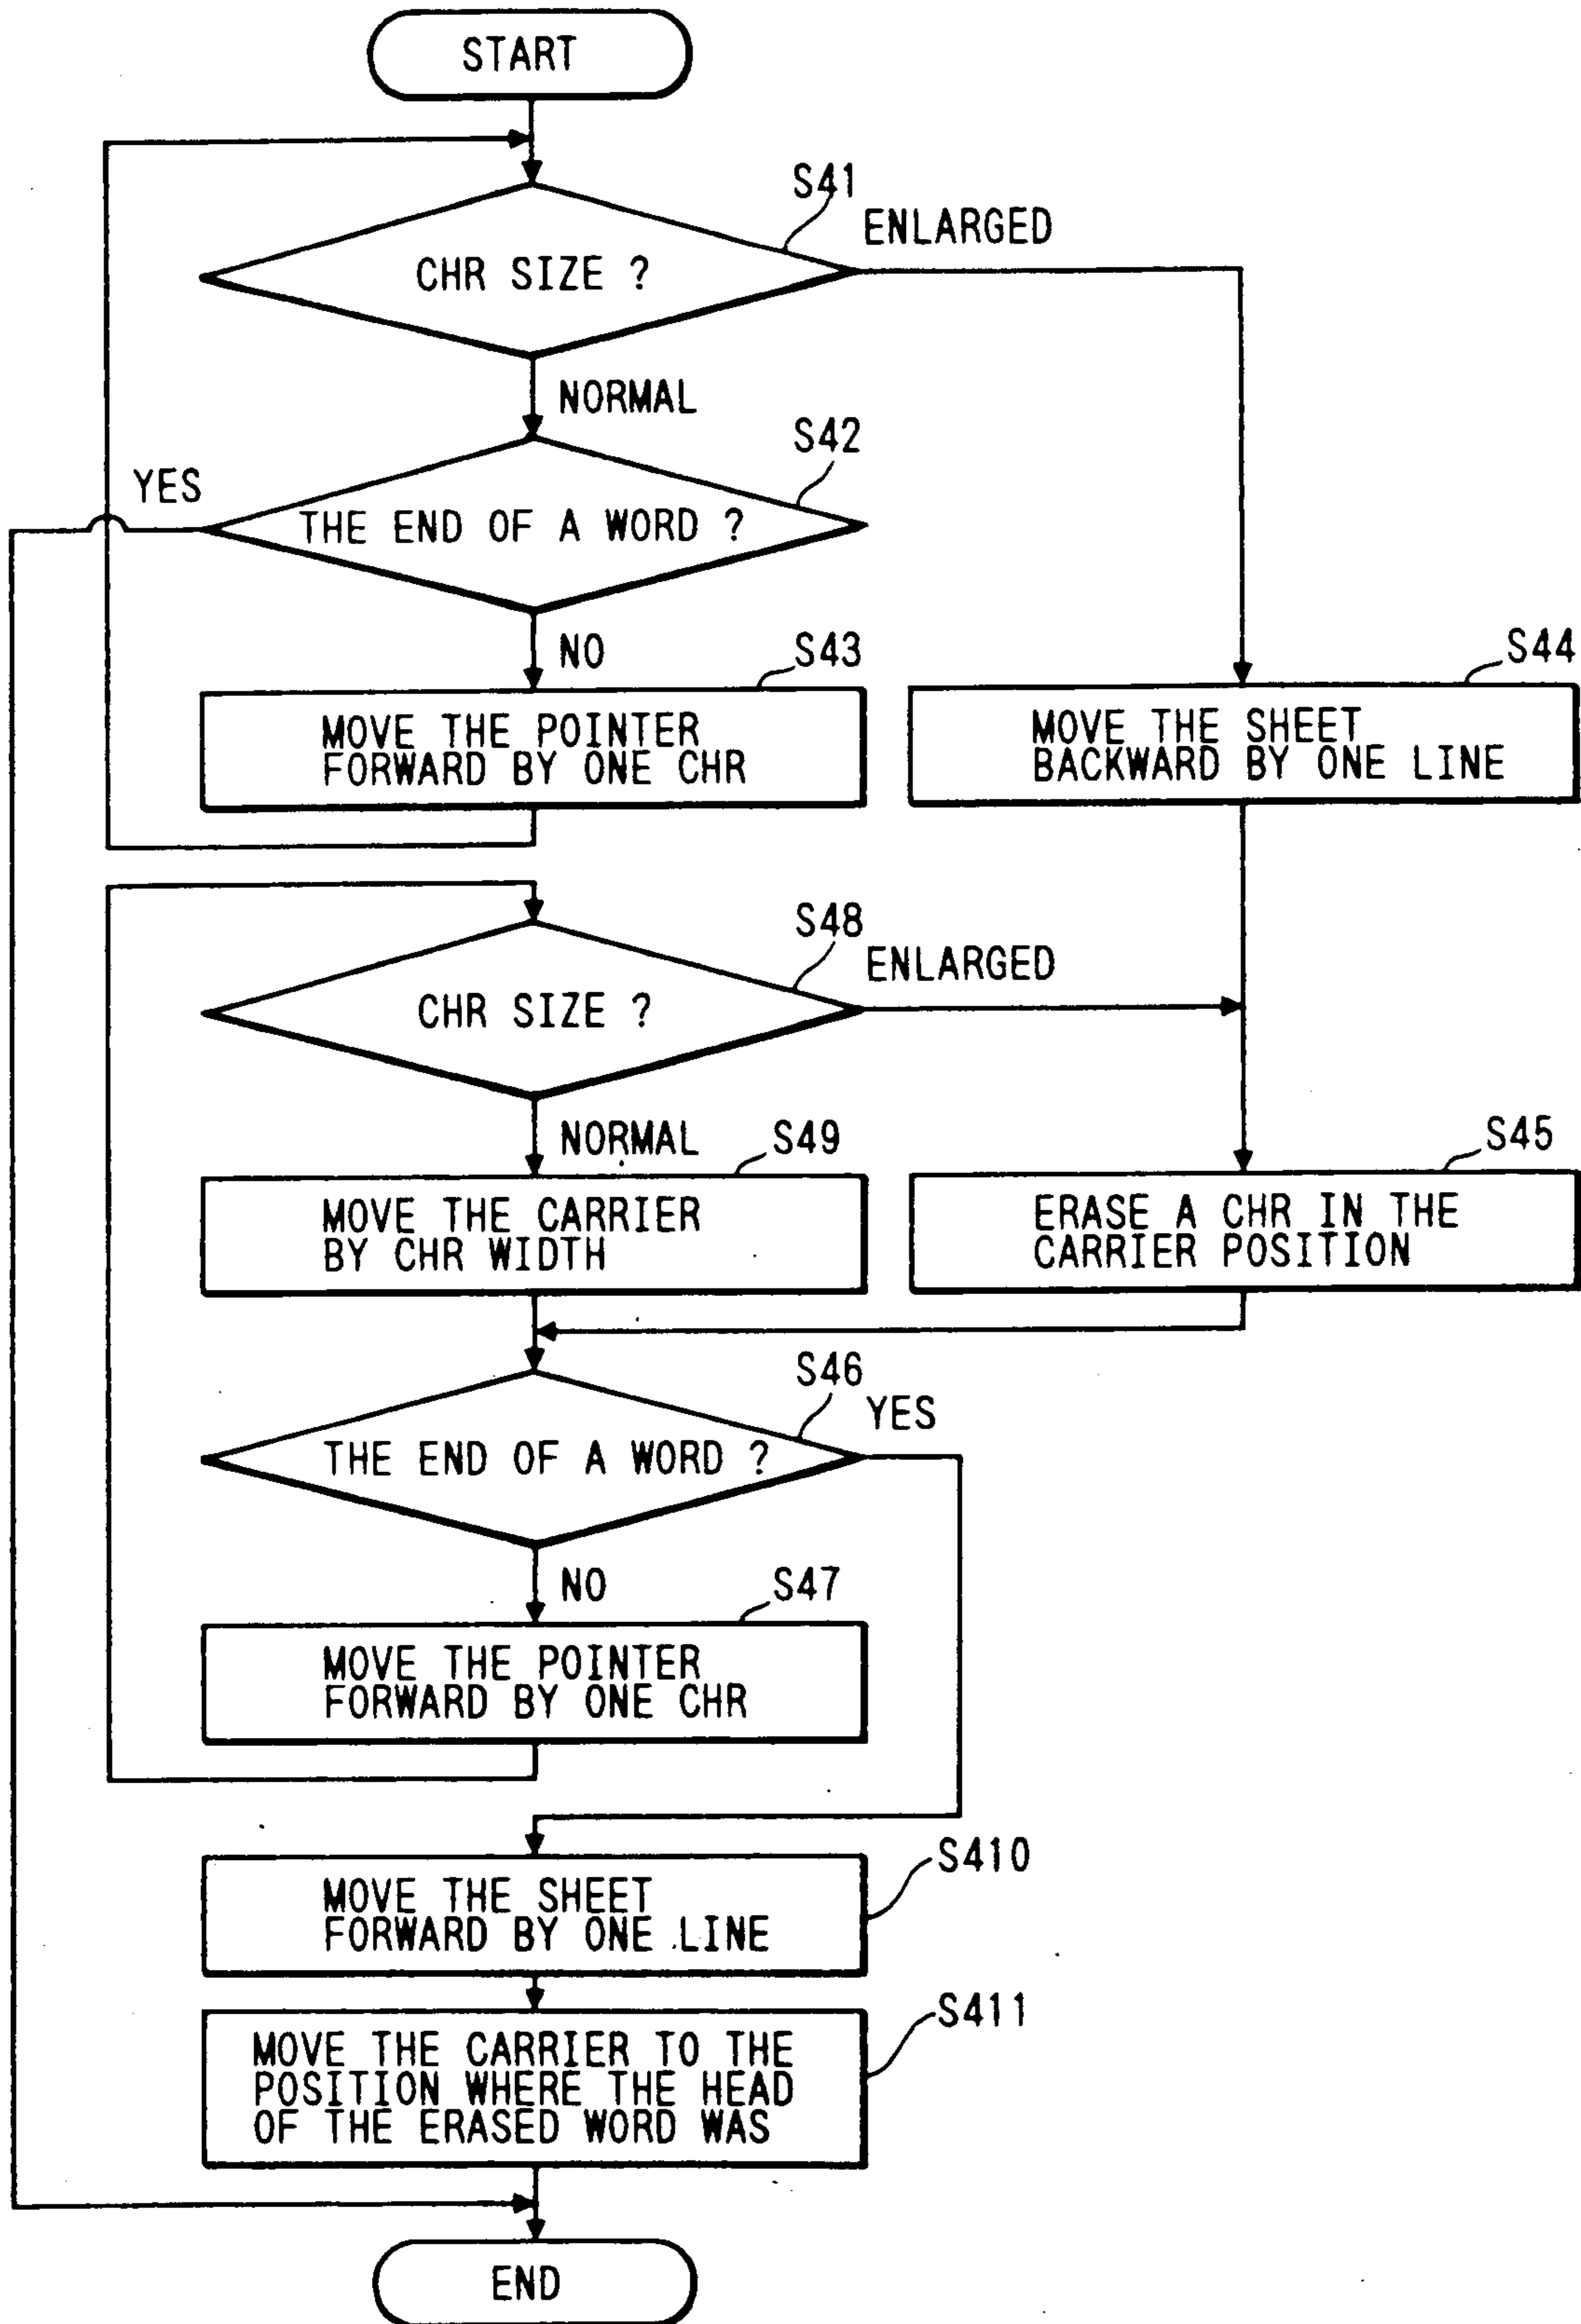 START
S41
ENLARGED
CHR SIZE ?
NORMAL
S42
YES
THE END OF A WORD ?
NO
S43
S44
MOVE THE POINTER
FORWARD BY ONE CHR
MOVE THE SHEET
BACKWARD BY ONE LINE
S48
ENLARGED
CHR SIZE ?
NORMAL
S49
S45
MOVE THE CARRIER
BY CHR WIDTH
ERASE A CHR IN THE
CARRIER POSITION
S46
YES
THE END OF A WORD ?
NO
S47
MOVE THE POINTER
FORWARD BY ONE CHR
S410
MOVE THE SHEET
FORWARD BY ONE LINE
S411
MOVE THE CARRIER TO THE
POSITION WHERE THE HEAD
OF THE ERASED WORD WAS
END